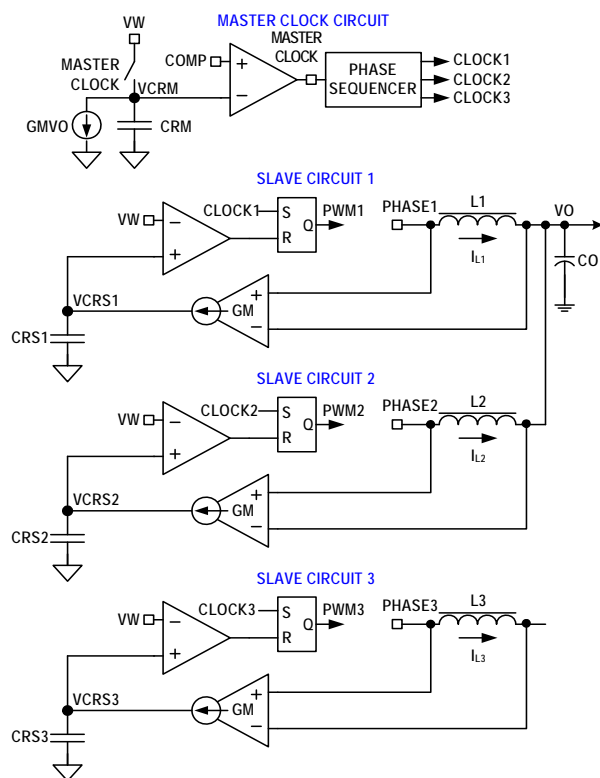 MASTER CLOCK CIRCUIT
VW
MASTER
CLOCK
COMP
MASTER
CLOCK
VCRM
GMVO
CRM
+
−
PHASE
SEQUENCER
CLOCK1
CLOCK2
CLOCK3
SLAVE CIRCUIT 1
VW
−
+
CLOCK1
S
R
Q
PWM1
PHASE1
L1
VO
IL1
CO
VCRS1
GM
+
−
CRS1
SLAVE CIRCUIT 2
VW
−
+
CLOCK2
S
R
Q
PWM2
PHASE2
L2
IL2
VCRS2
GM
+
−
CRS2
SLAVE CIRCUIT 3
VW
−
+
CLOCK3
S
R
Q
PWM3
PHASE3
L3
IL3
VCRS3
GM
+
−
CRS3